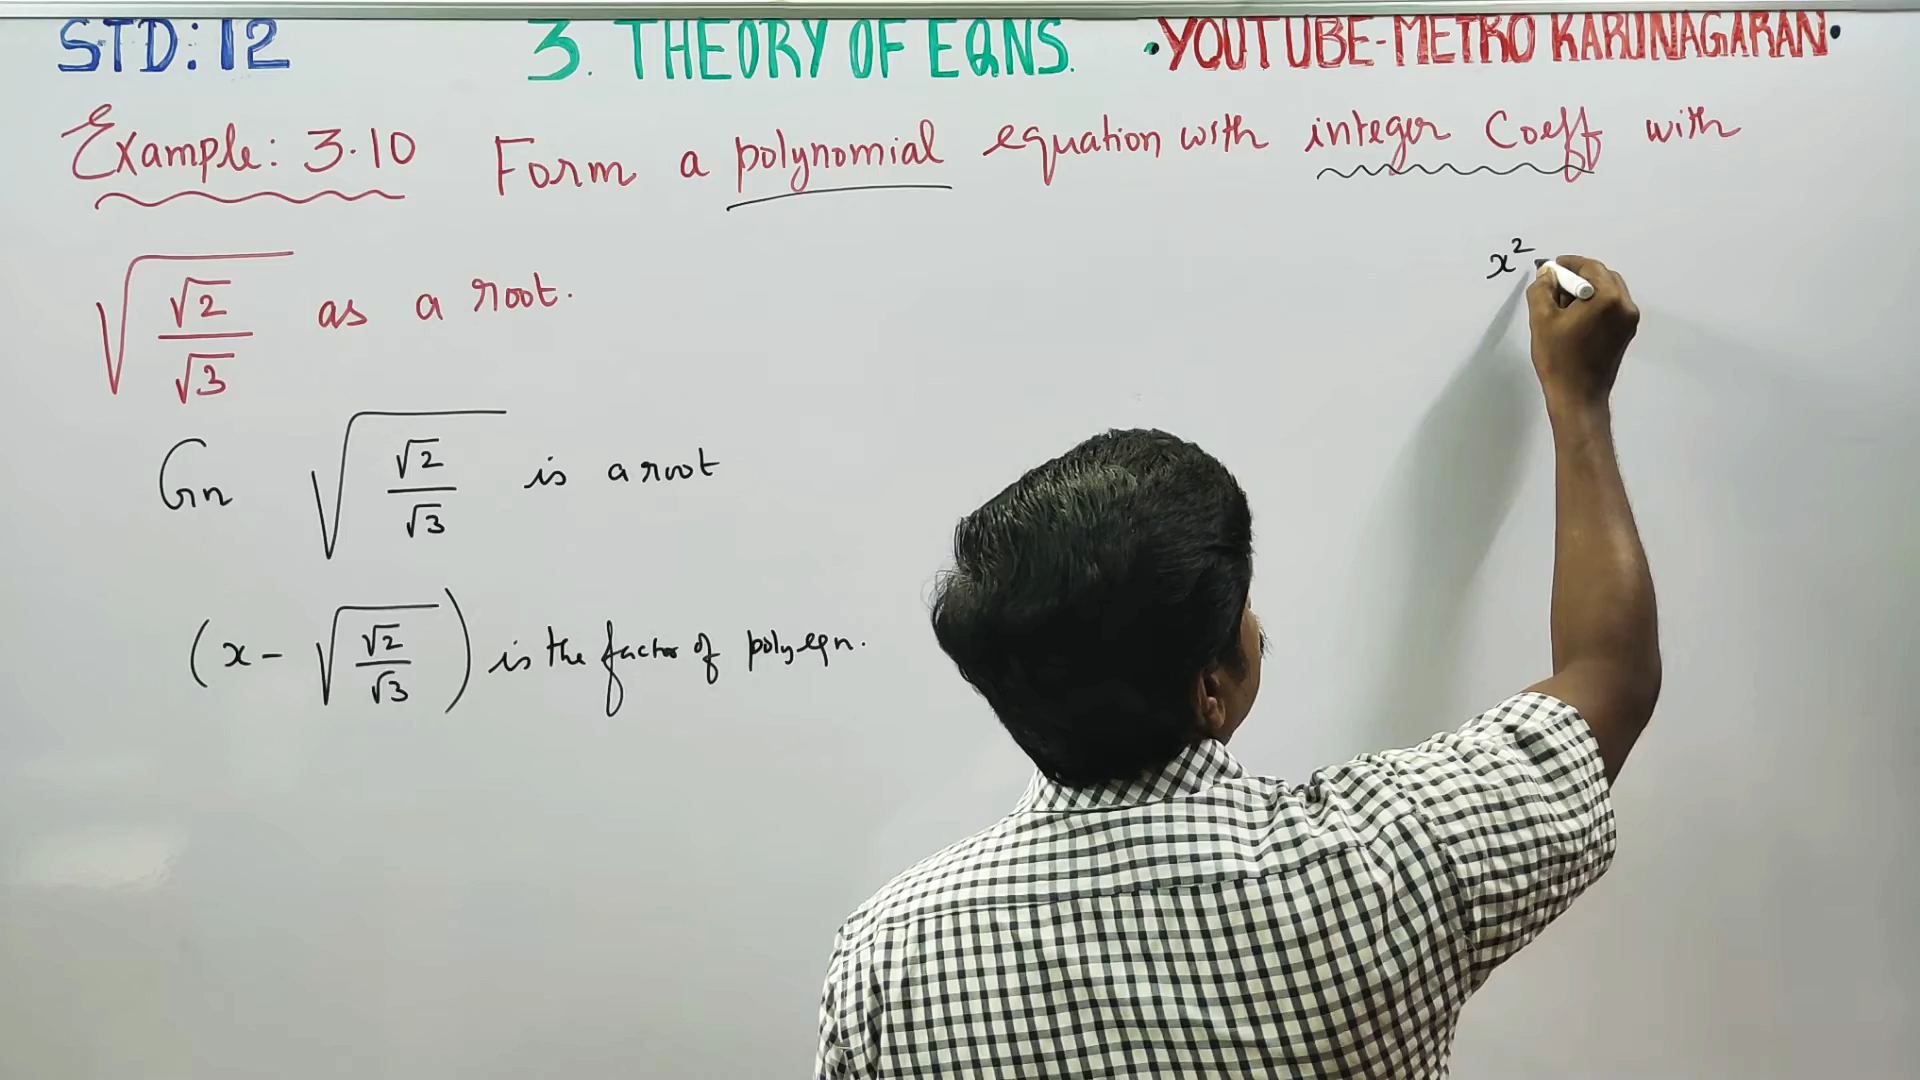 STD: 12 3. THEORY OF EQNS. •YOUTUBE-METRO KARUNAGARAN•
Example: 3.10 Form a polynomial equation with integer Coeff with
√(√2/√3) as a root.
x²
Gn √(√2/√3) is a root
(x - √(√2/√3)) is the factor of poly eqn.